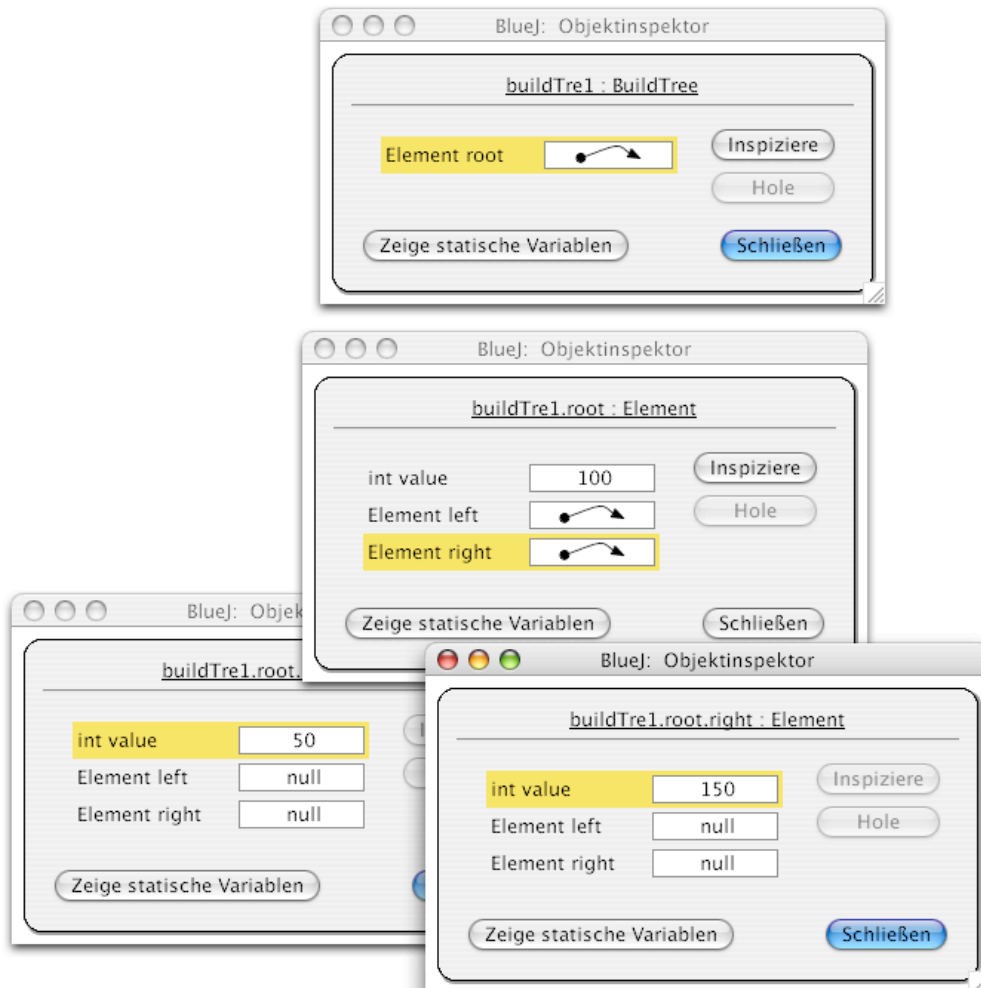 BlueJ: Objektinspektor
buildTre1 : BuildTree
Element root
Inspiziere
Hole
Zeige statische Variablen
Schließen
BlueJ: Objektinspektor
buildTre1.root : Element
int value 100
Inspiziere
Element left
Hole
Element right
Zeige statische Variablen
Schließen
BlueJ:
buildTre1.root.
int value 50
Element left null
Element right null
Zeige statische Variablen
BlueJ: Objektinspektor
buildTre1.root.right : Element
int value 150
Inspiziere
Element left null
Hole
Element right null
Zeige statische Variablen
Schließen